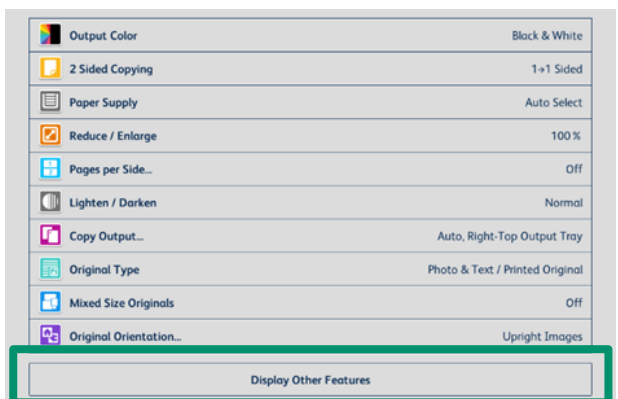 Output Color Black & White
2 Sided Copying 1→1 Sided
Paper Supply Auto Select
Reduce / Enlarge 100 %
Pages per Side... Off
Lighten / Darken Normal
Copy Output... Auto, Right-Top Output Tray
Original Type Photo & Text / Printed Original
Mixed Size Originals Off
Original Orientation... Upright Images
Display Other Features